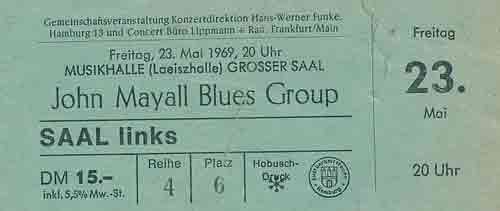 Gemeinschaftsveranstaltung Konzertdirektion Hans-Werner Funke,
Hamburg 13 und Concert Büro Lippmann + Rau, Frankfurt/Main
Freitag, 23. Mai 1969, 20 Uhr
MUSIKHALLE (Laeiszhalle) GROSSER SAAL
John Mayall Blues Group
SAAL links
DM 15.–
inkl. 5,5% Mw.-St.
Reihe
4
Platz
6
Hobusch-
Druck
Hamburg
Freitag
23.
Mai
20 Uhr